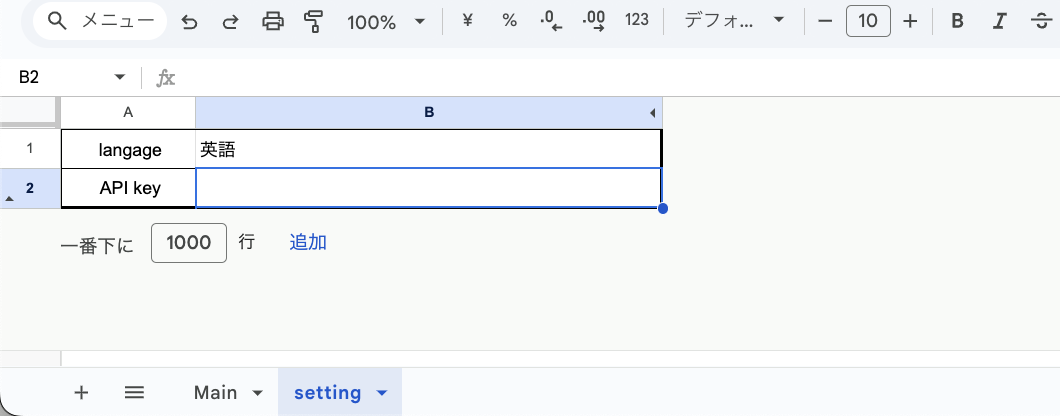 メニュー 100% ¥ % .0 .00 123 デフォ... 10 B I S
B2 fx
A B
1 langage 英語
2 API key
一番下に 1000 行 追加
Main setting